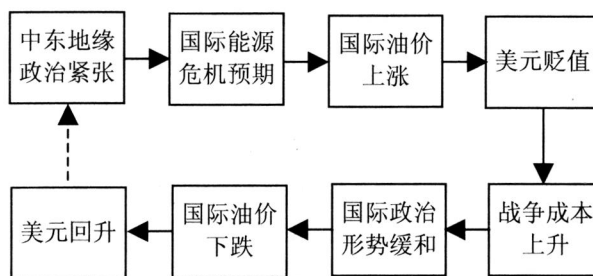 中东地缘
政治紧张
国际能源
危机预期
国际油价
上涨
美元贬值
战争成本
上升
国际政治
形势缓和
国际油价
下跌
美元回升